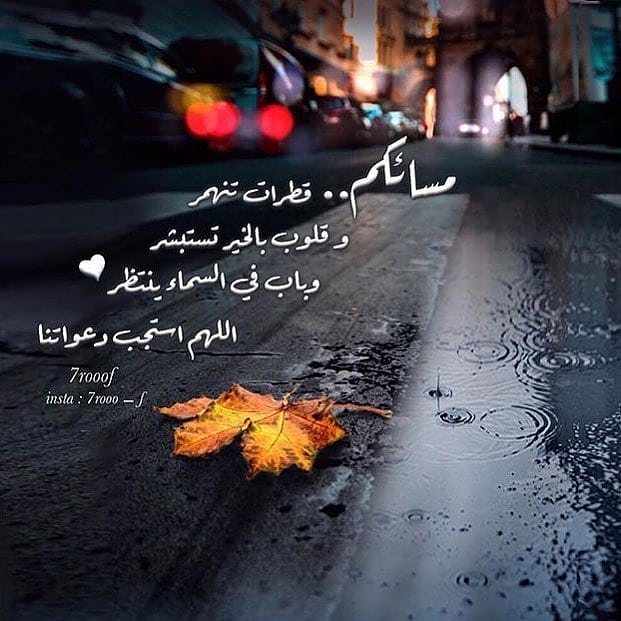 مسائكم.. قطرات تنهمر
و قلوب بالخير تستبشر
وباب في السماء ينتظر
اللهم استجب دعواتنا
7rooof
insta : 7rooo _ f